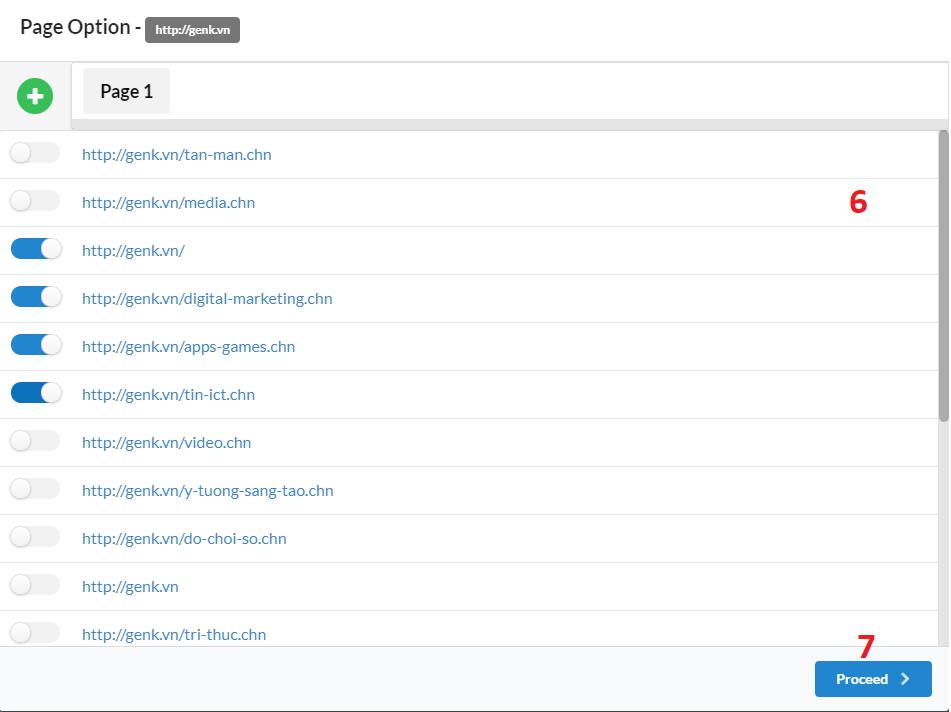 Page Option - http://genk.vn
Page 1
http://genk.vn/tan-man.chn
http://genk.vn/media.chn
6
http://genk.vn/
http://genk.vn/digital-marketing.chn
http://genk.vn/apps-games.chn
http://genk.vn/tin-ict.chn
http://genk.vn/video.chn
http://genk.vn/y-tuong-sang-tao.chn
http://genk.vn/do-choi-so.chn
http://genk.vn
http://genk.vn/tri-thuc.chn
7
Proceed